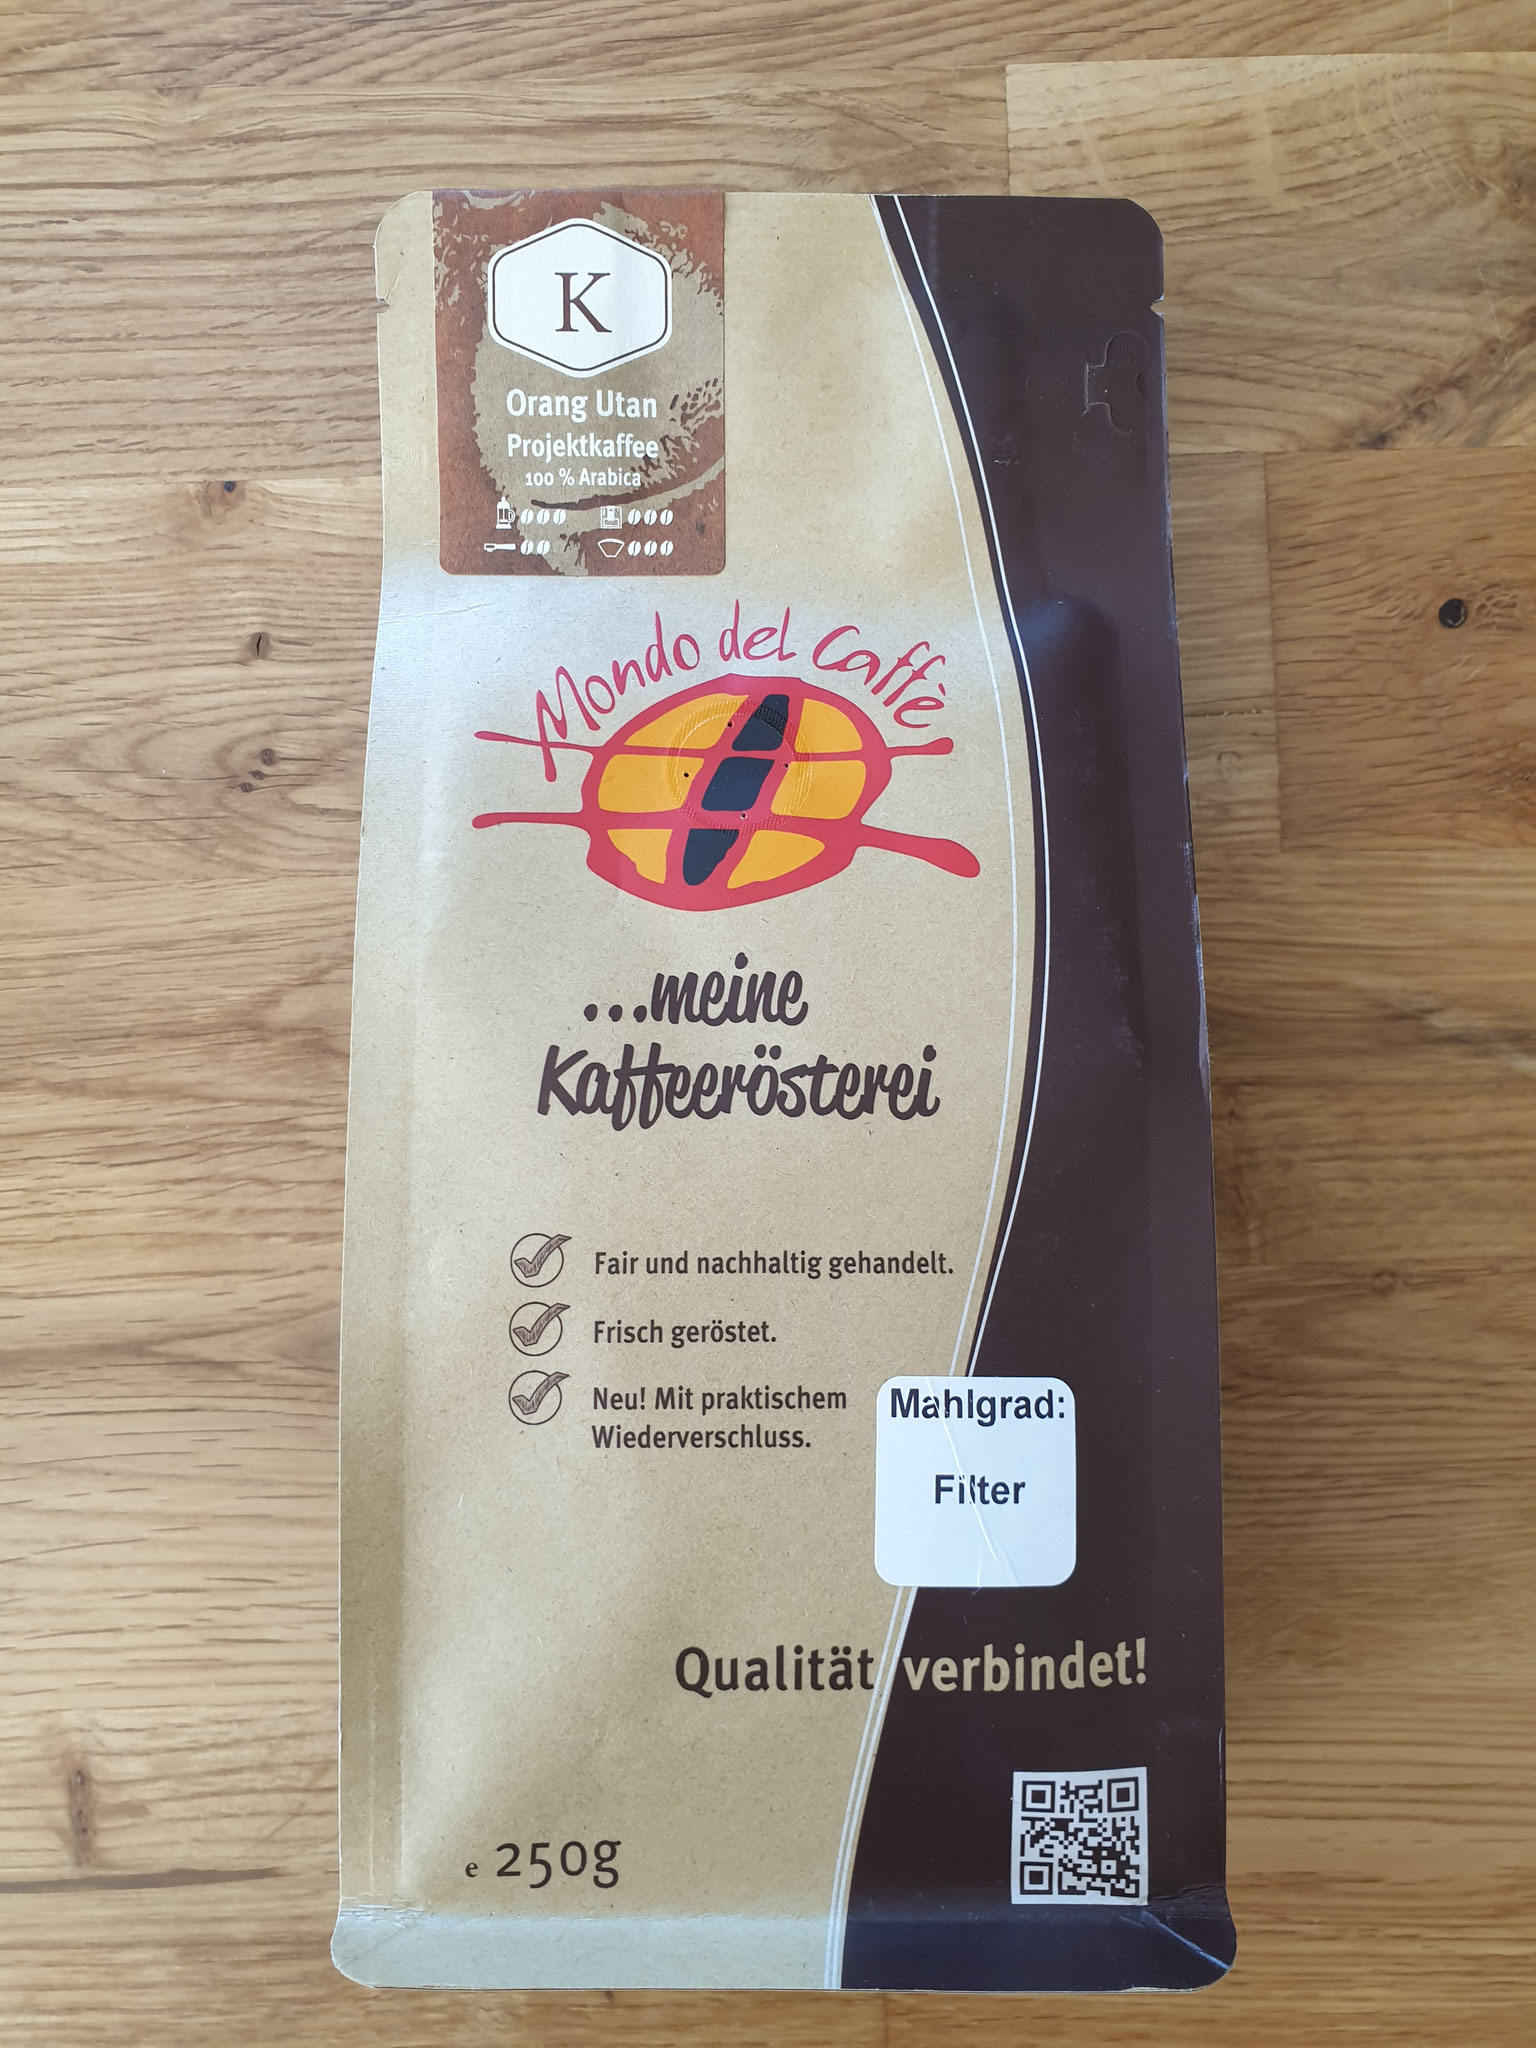 K
Orang Utan
Projektkaffee
100 % Arabica
Mondo del Caffè
...meine
Kaffeerösterei
Fair und nachhaltig gehandelt.
Frisch geröstet.
Neu! Mit praktischem
Wiederverschluss.
Mahlgrad:
Filter
Qualität verbindet!
e 250g